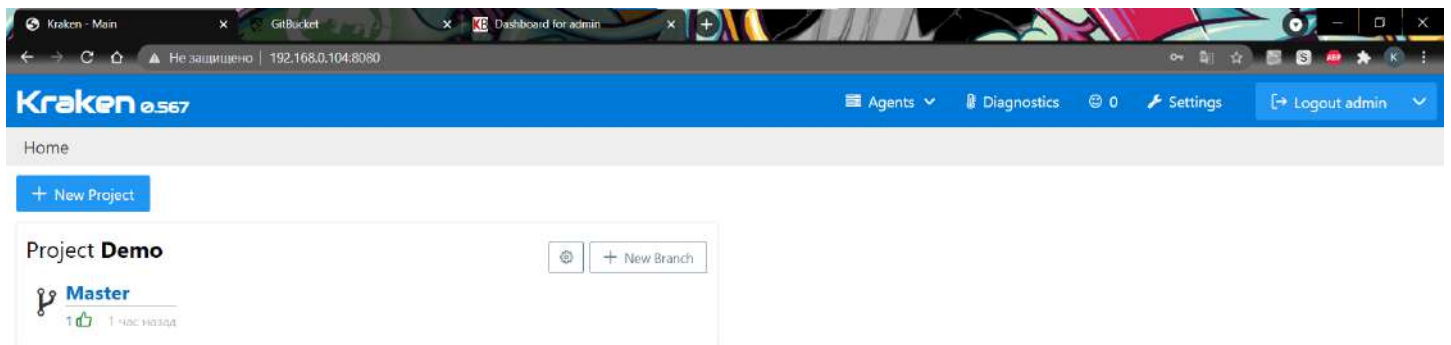 Kraken - Main GitBucket KB Dashboard for admin
Не защищено | 192.168.0.104:8080
Kraken 0.567 Agents Diagnostics 0 Settings Logout admin
Home
+ New Project
Project Demo + New Branch
Master
1 1 час назад